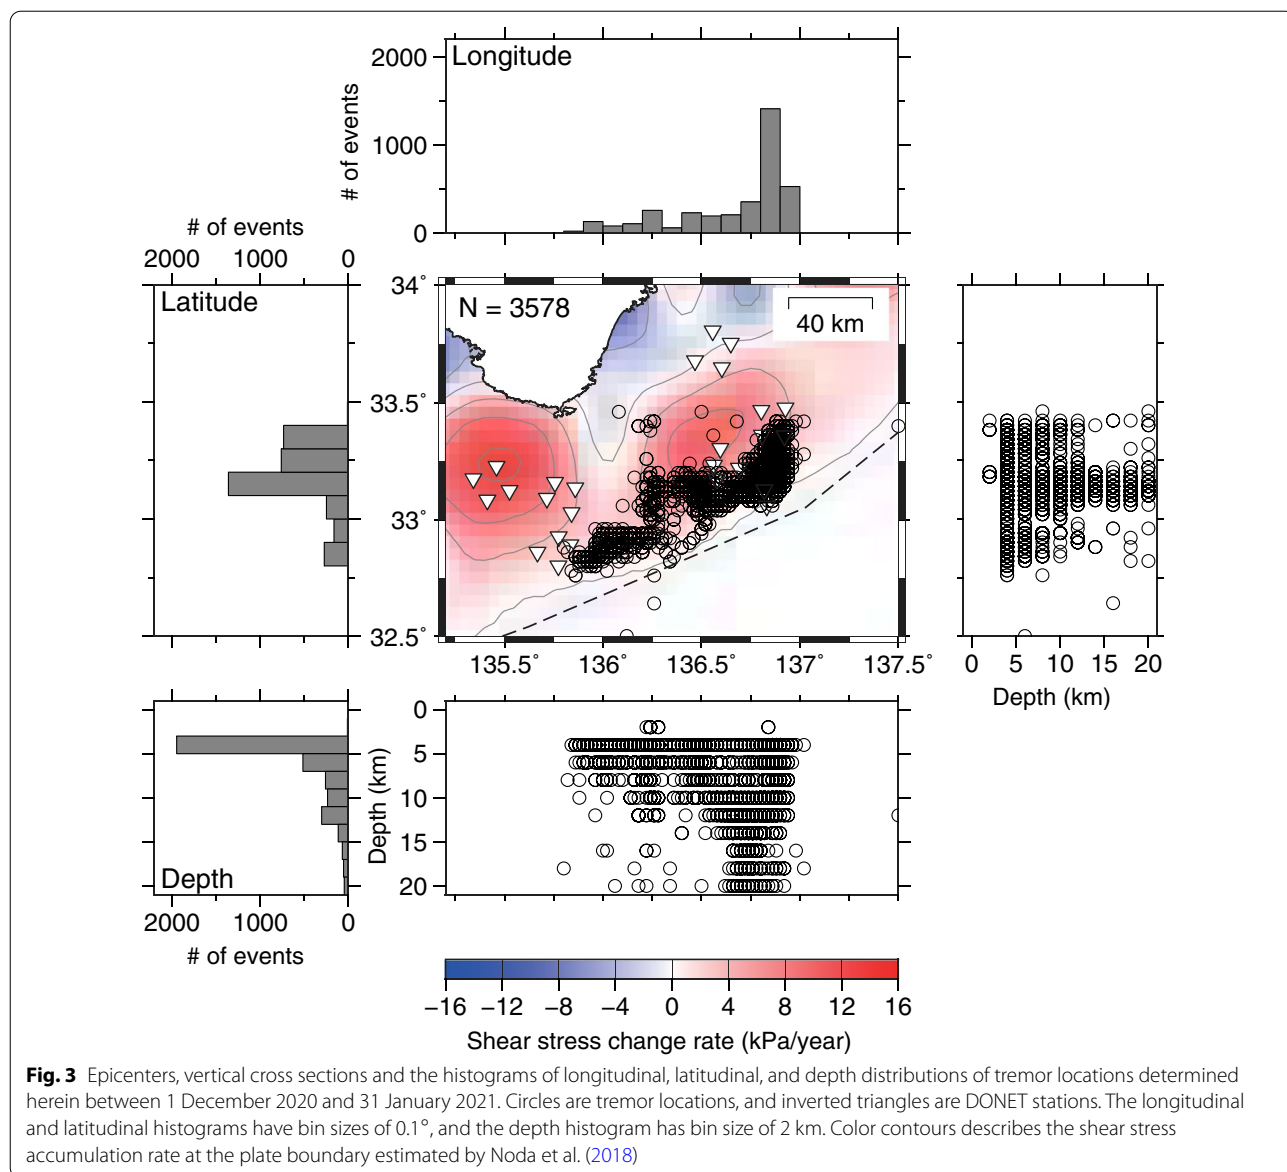 2000
1000
0
# of events
Longitude
# of events
2000 1000 0
Latitude
34°
33.5°
33°
32.5°
N = 3578
40 km
135.5° 136° 136.5° 137° 137.5°
0 5 10 15 20
Depth (km)
Depth
2000 1000 0
# of events
0
5
10
15
20
Depth (km)
−16 −12 −8 −4 0 4 8 12 16
Shear stress change rate (kPa/year)
Fig. 3 Epicenters, vertical cross sections and the histograms of longitudinal, latitudinal, and depth distributions of tremor locations determined
herein between 1 December 2020 and 31 January 2021. Circles are tremor locations, and inverted triangles are DONET stations. The longitudinal
and latitudinal histograms have bin sizes of 0.1°, and the depth histogram has bin size of 2 km. Color contours describes the shear stress
accumulation rate at the plate boundary estimated by Noda et al. (2018)